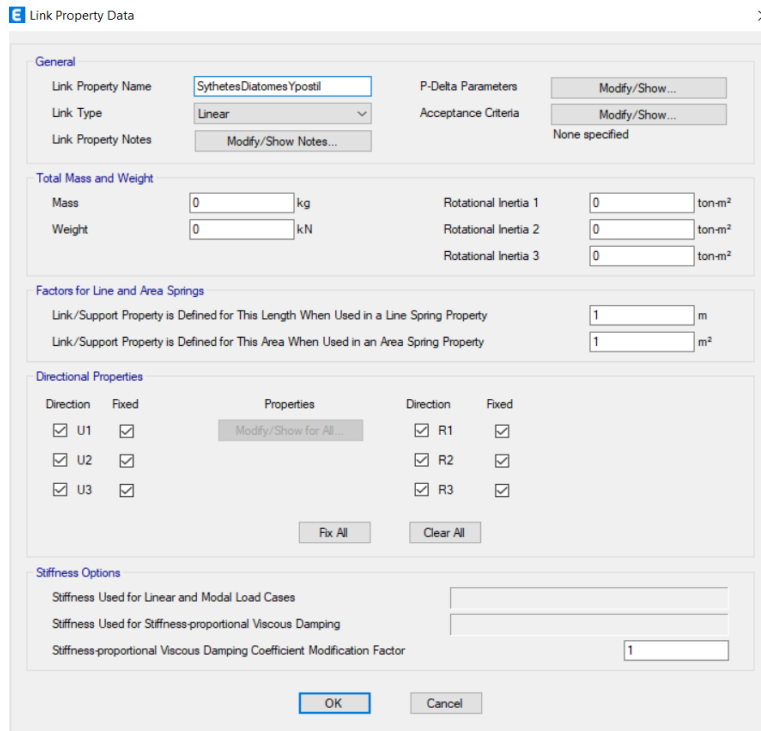 E Link Property Data
General
Link Property Name SythetesDiatomesYpostil P-Delta Parameters Modify/Show...
Link Type Linear Acceptance Criteria Modify/Show...
Link Property Notes Modify/Show Notes... None specified
Total Mass and Weight
Mass 0 kg Rotational Inertia 1 0 ton-m²
Weight 0 kN Rotational Inertia 2 0 ton-m²
Rotational Inertia 3 0 ton-m²
Factors for Line and Area Springs
Link/Support Property is Defined for This Length When Used in a Line Spring Property 1 m
Link/Support Property is Defined for This Area When Used in an Area Spring Property 1 m²
Directional Properties
Direction Fixed Properties Direction Fixed
U1 Modify/Show for All... R1
U2 R2
U3 R3
Fix All Clear All
Stiffness Options
Stiffness Used for Linear and Modal Load Cases
Stiffness Used for Stiffness-proportional Viscous Damping
Stiffness-proportional Viscous Damping Coefficient Modification Factor 1
OK Cancel